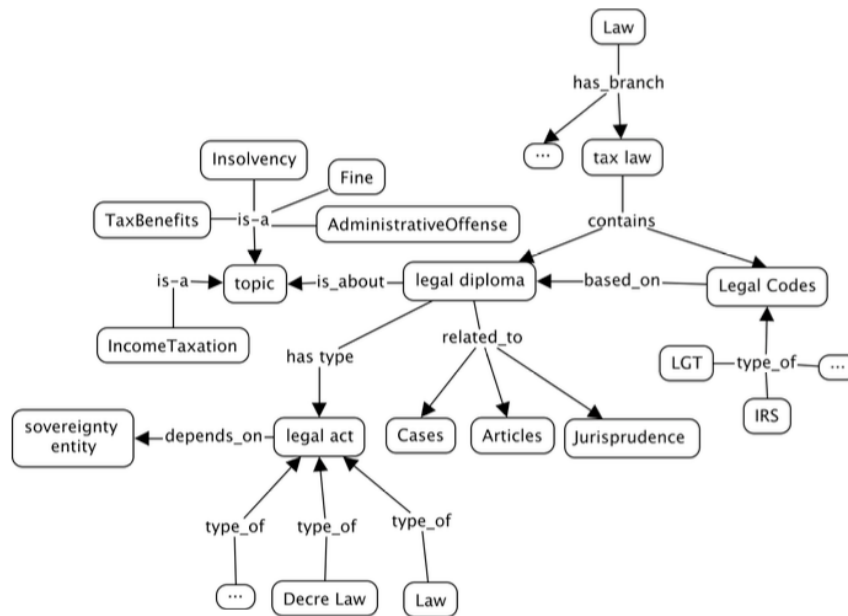 Law
has_branch
...
tax law
Insolvency
Fine
TaxBenefits
is-a
AdministrativeOffense
contains
is-a
topic
is_about
legal diploma
based_on
Legal Codes
IncomeTaxation
has type
related_to
LGT
type_of
...
IRS
sovereignty
entity
depends_on
legal act
Cases
Articles
Jurisprudence
type_of
type_of
type_of
...
Decre Law
Law